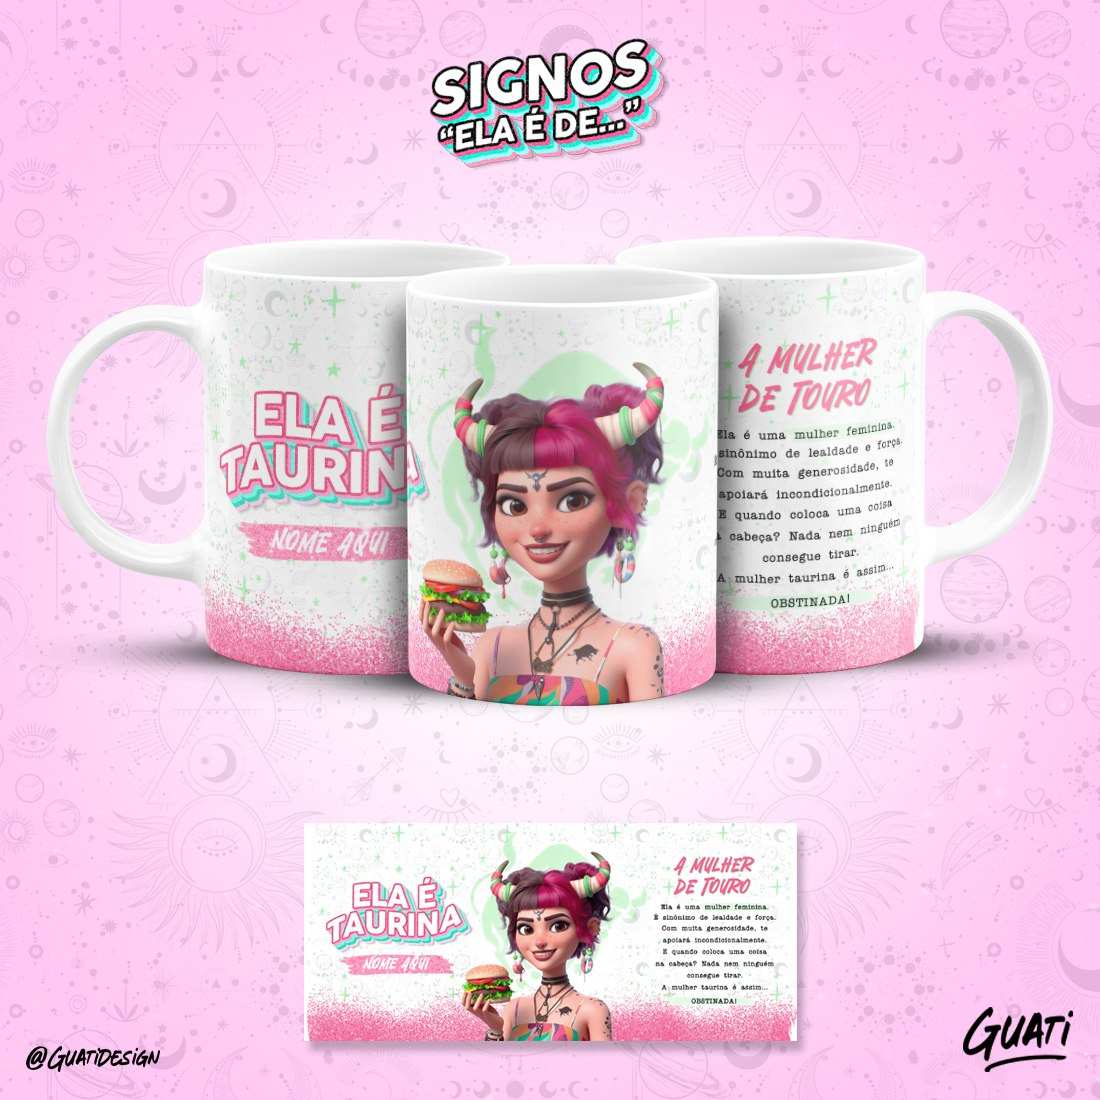 SIGNOS
“ELA É DE...”
ELA É
TAURINA
NOME AQUI
A MULHER
DE TOURO
Ela é uma mulher feminina.
sinônimo de lealdade e força.
Com muita generosidade, te
apoiará incondicionalmente.
E quando coloca uma coisa
a cabeça? Nada nem ninguém
consegue tirar.
A mulher taurina é assim...
OBSTINADA!
ELA É
TAURINA
NOME AQUI
A MULHER
DE TOURO
Ela é uma mulher feminina.
É sinônimo de lealdade e força.
Com muita generosidade, te
apoiará incondicionalmente.
E quando coloca uma coisa
na cabeça? Nada nem ninguém
consegue tirar.
A mulher taurina é assim...
OBSTINADA!
@GUATIDESIGN
GUATI